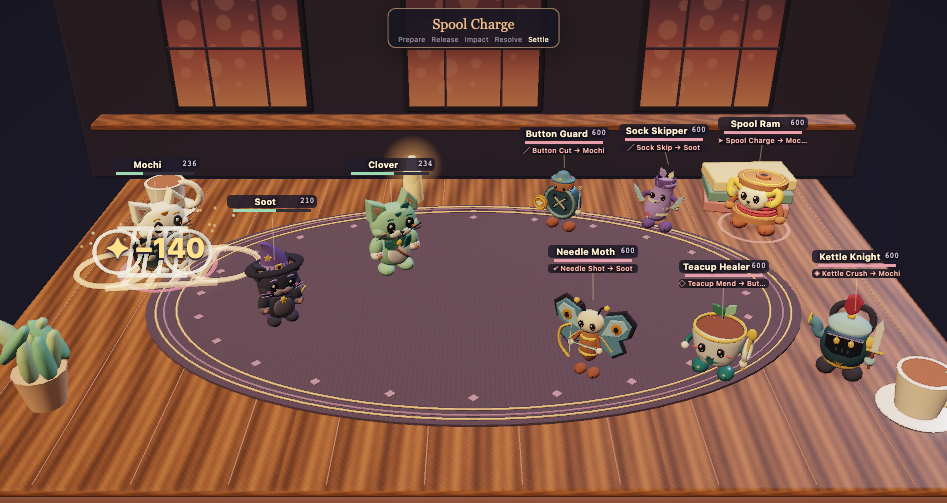 Spool Charge
Prepare Release Impact Resolve Settle
Spool Ram 600
➤ Spool Charge → Moc...
Button Guard 600
⟋ Button Cut → Mochi
Sock Skipper 600
⟋ Sock Skip → Soot
Mochi 236
Clover 234
Soot 210
✦ −140
Needle Moth 600
➶ Needle Shot → Soot
Teacup Healer 600
◇ Teacup Mend → But...
Kettle Knight 600
◈ Kettle Crush → Mochi